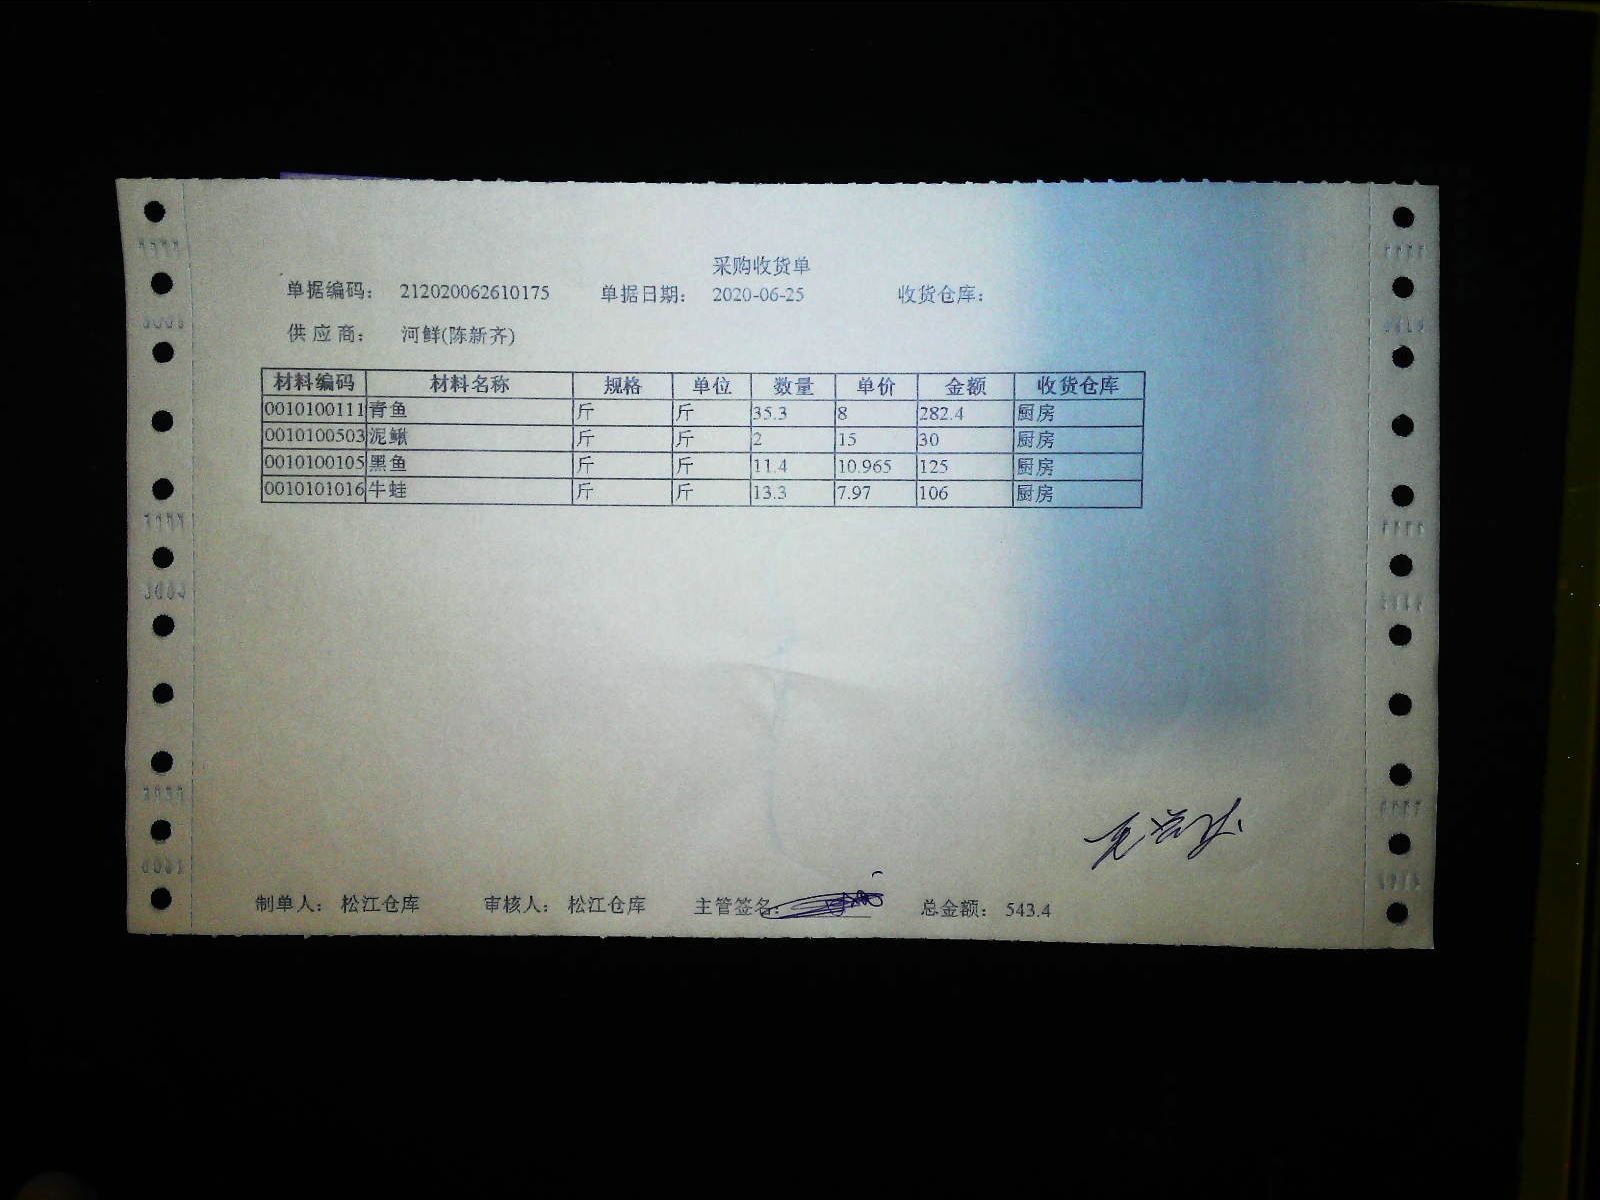 采购收货单
单据编码： 212020062610175 单据日期： 2020-06-25 收货仓库：
供应商： 河鲜(陈新齐)
材料编码 材料名称 规格 单位 数量 单价 金额 收货仓库
0010100111 青鱼 斤 斤 35.3 8 282.4 厨房
0010100503 泥鳅 斤 斤 2 15 30 厨房
0010100105 黑鱼 斤 斤 11.4 10.965 125 厨房
0010101016 牛蛙 斤 斤 13.3 7.97 106 厨房
制单人： 松江仓库 审核人： 松江仓库 主管签名： 总金额： 543.4